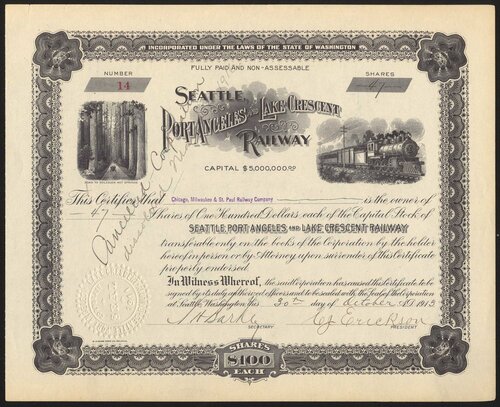 INCORPORATED UNDER THE LAWS OF THE STATE OF WASHINGTON
FULLY PAID AND NON-ASSESSABLE
NUMBER
14
SHARES
47
SEATTLE
PORT ANGELES AND LAKE CRESCENT
RAILWAY
CAPITAL $5,000,000.00
This Certifies that Chicago, Milwaukee & St. Paul Railway Company is the owner of
47 Shares of One Hundred Dollars each of the Capital Stock of
SEATTLE, PORT ANGELES, AND LAKE CRESCENT RAILWAY
transferable only on the books of the Corporation by the holder
hereof in person or by Attorney upon surrender of this Certificate
properly endorsed.
In Witness Whereof, the said corporation has caused this certificate to be
signed by its duly authorized officers and to be sealed with the Seal of the Corporation
at Seattle, Washington this 30th day of October A.D. 1915
SECRETARY
CJ Erickson
PRESIDENT
Cancelled
SHARES
$100
EACH